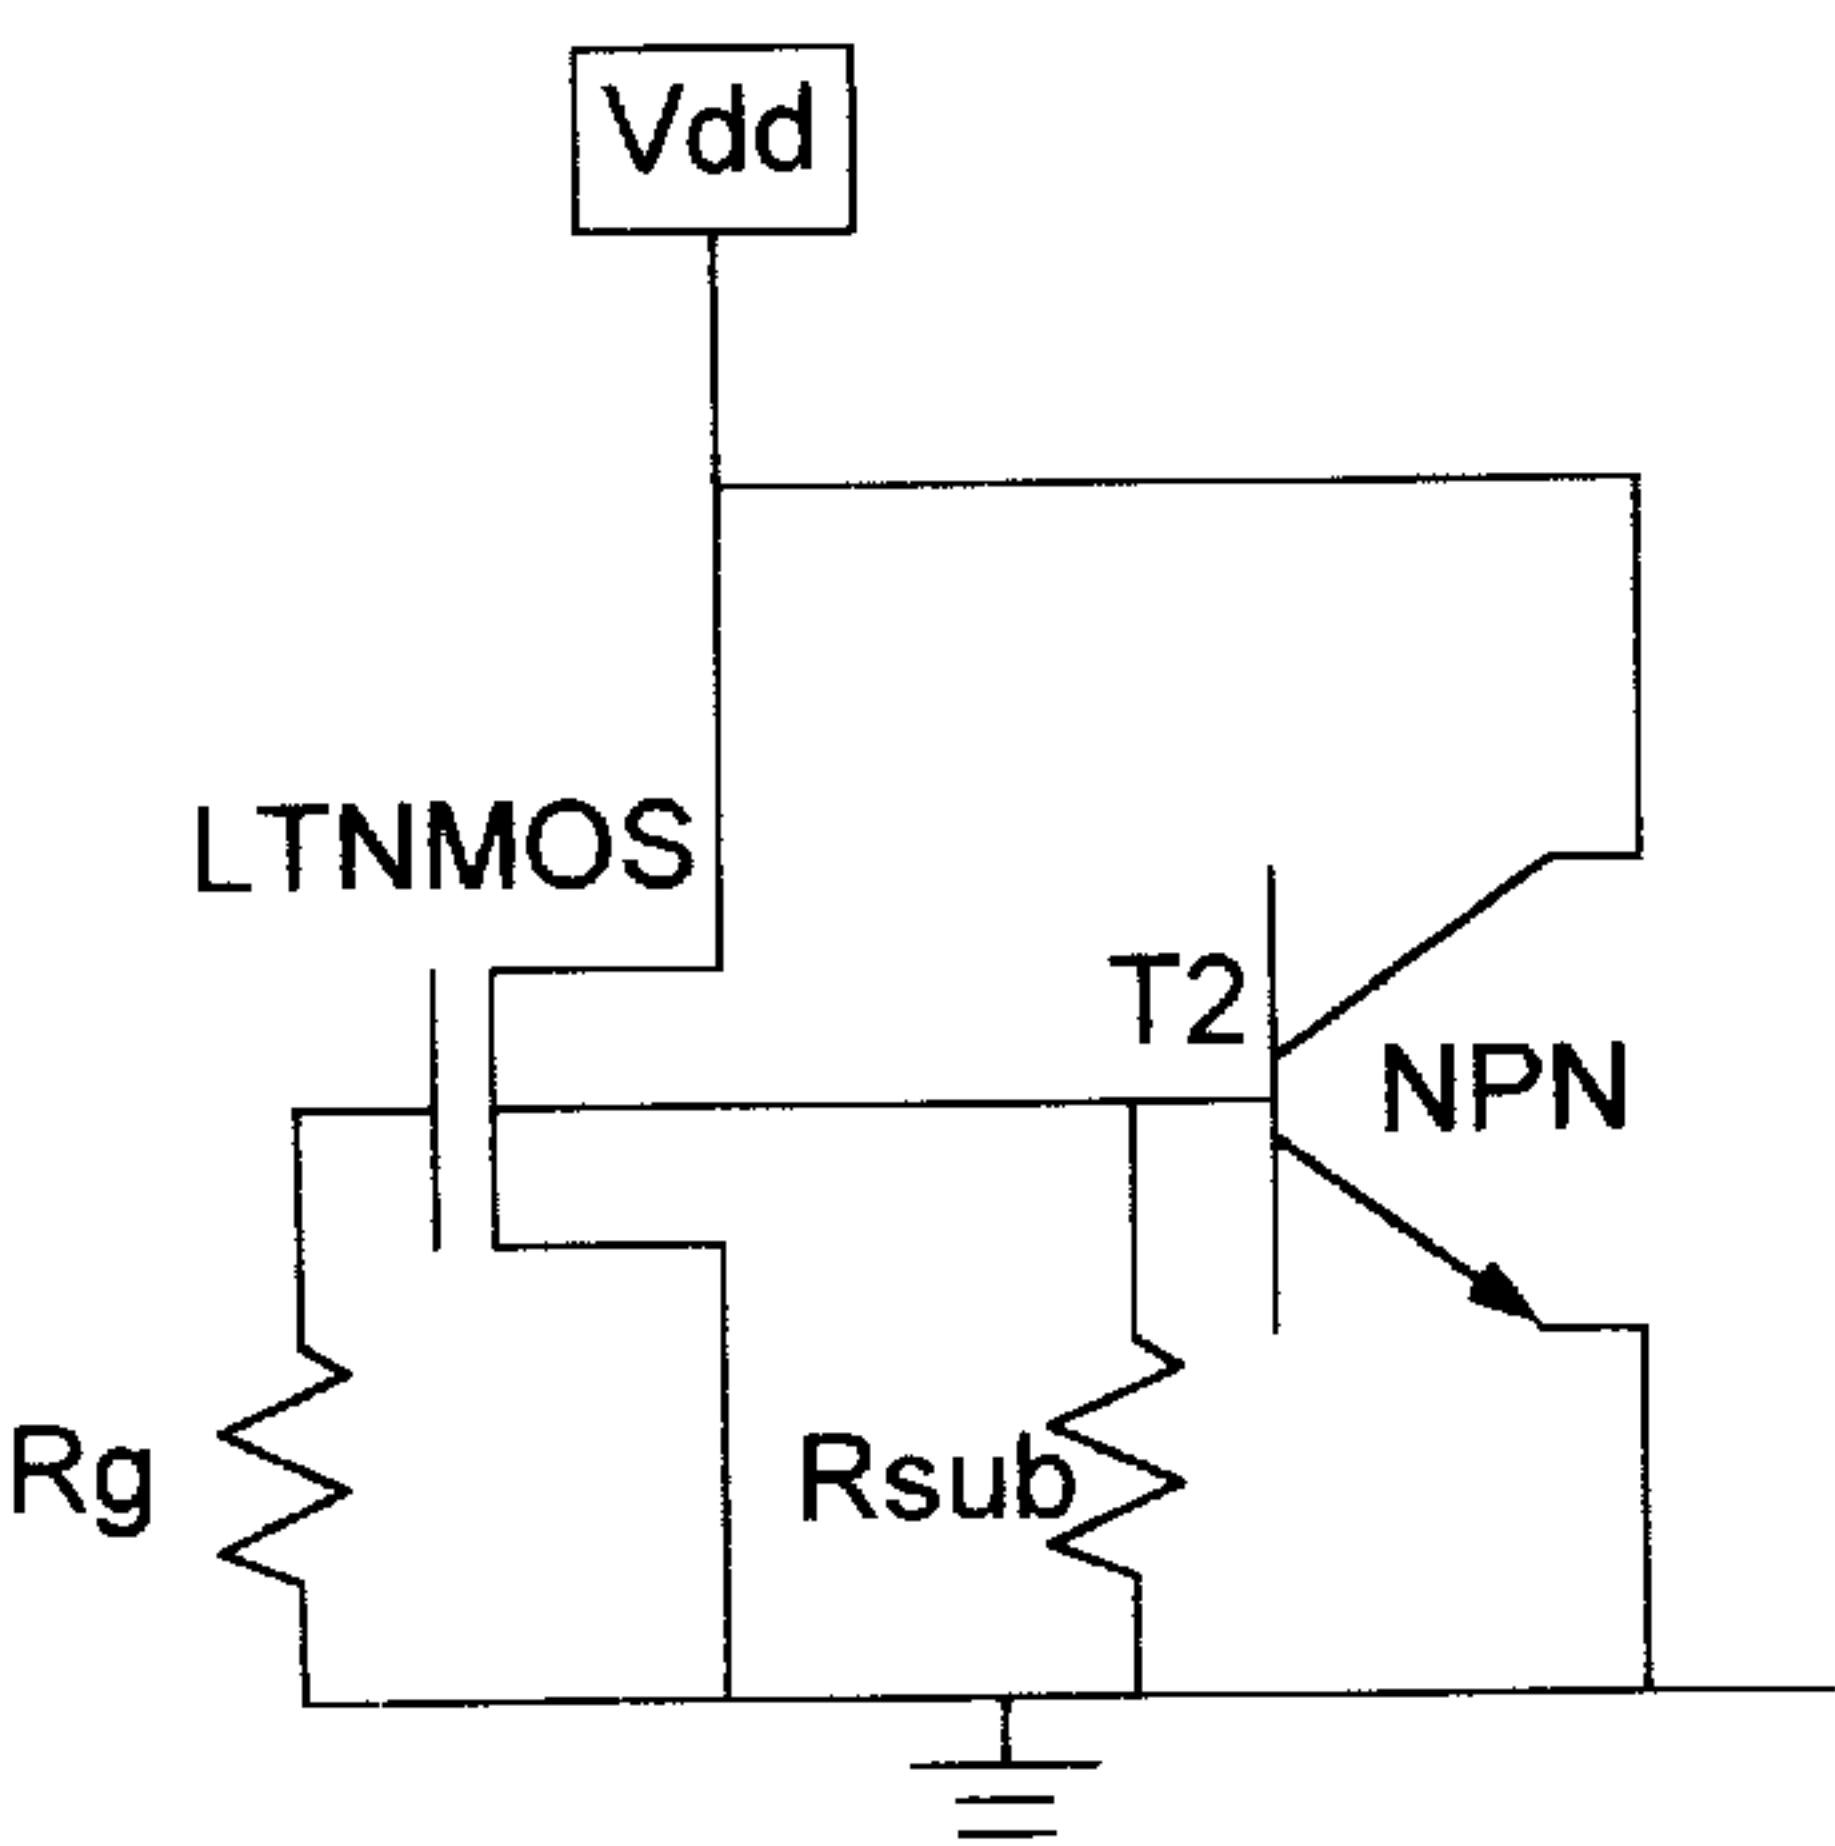 Vdd
LTNMOS
T2
NPN
Rg
Rsub